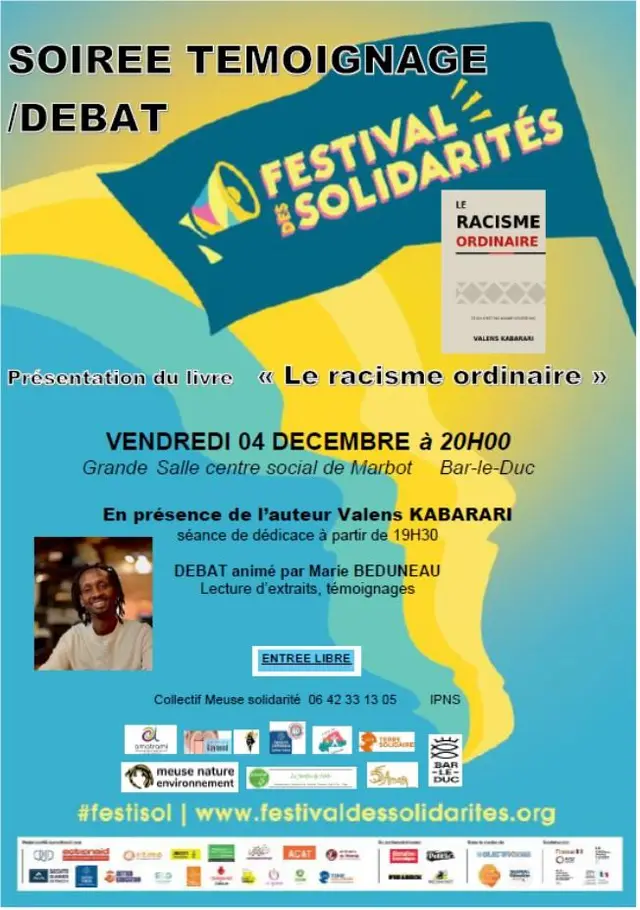 SOIREE TEMOIGNAGE
/DEBAT
FESTIVAL
DES SOLIDARITÉS
LE
RACISME
ORDINAIRE
VALENS KABARARI
Présentation du livre « Le racisme ordinaire »
VENDREDI 04 DECEMBRE à 20H00
Grande Salle centre social de Marbot Bar-le-Duc
En présence de l'auteur Valens KABARARI
séance de dédicace à partir de 19H30
DEBAT animé par Marie BEDUNEAU
Lecture d'extraits, témoignages
ENTREE LIBRE
Collectif Meuse solidarité 06 42 33 13 05 IPNS
amatrami
TERRE
SOLIDAIRE
BAR
LE
DUC
meuse nature
environnement
#festisol | www.festivaldessolidarites.org
actionaid
ritimo
ACAT